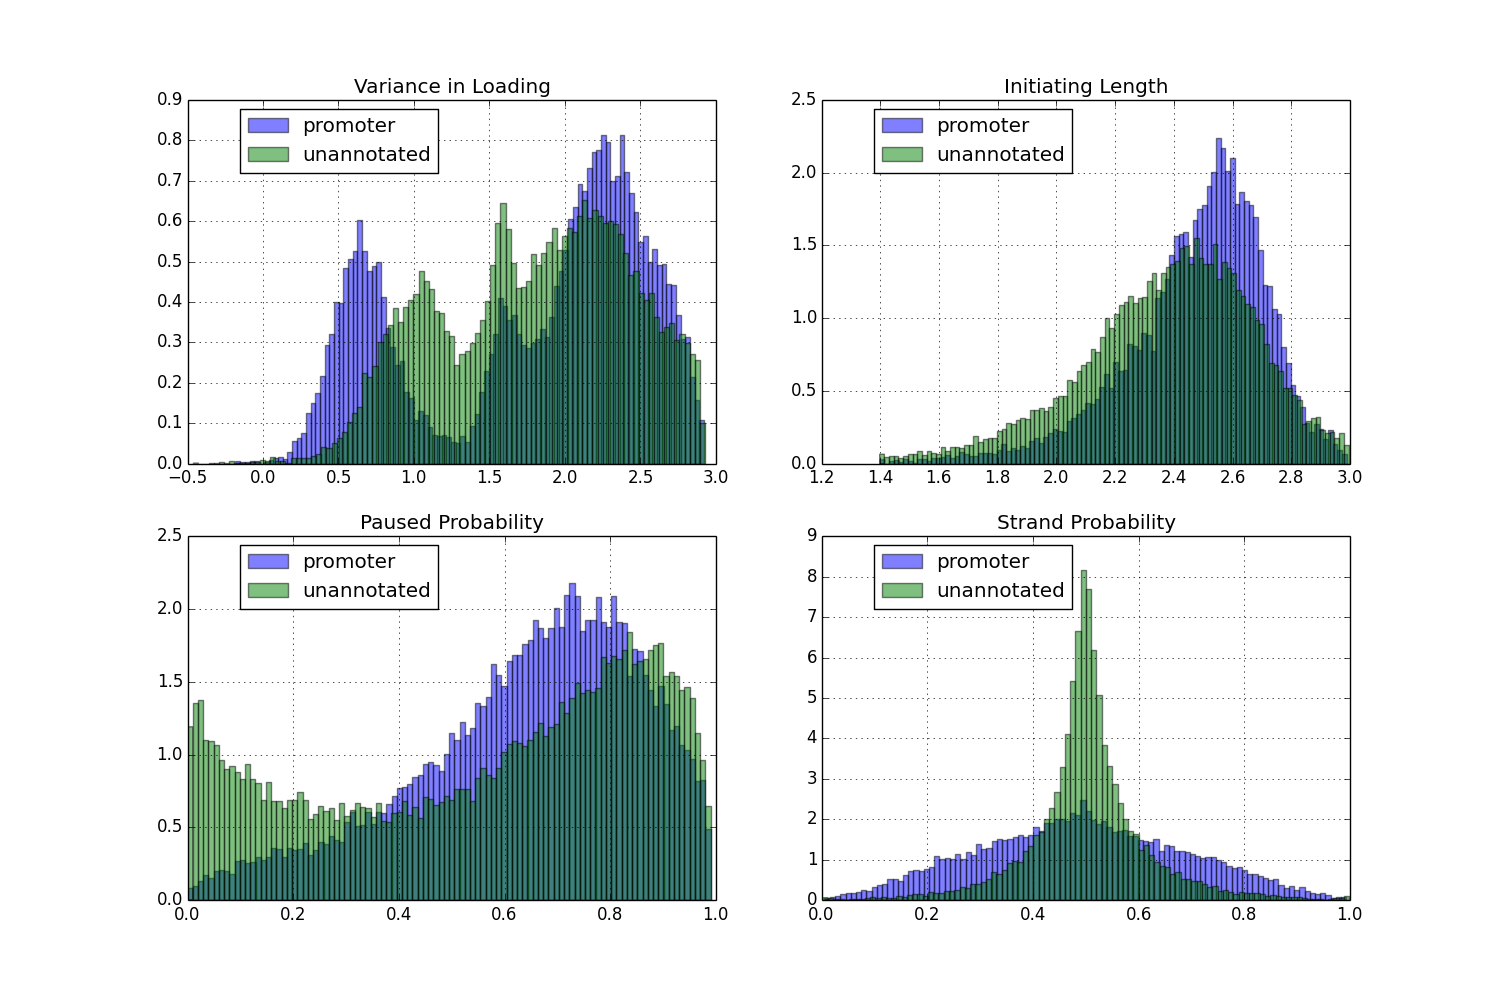 Variance in Loading
0.9
0.8
0.7
0.6
0.5
0.4
0.3
0.2
0.1
0.0
promoter
unannotated
−0.5 0.0 0.5 1.0 1.5 2.0 2.5 3.0
Initiating Length
2.5
2.0
1.5
1.0
0.5
0.0
promoter
unannotated
1.2 1.4 1.6 1.8 2.0 2.2 2.4 2.6 2.8 3.0
Paused Probability
2.5
2.0
1.5
1.0
0.5
0.0
promoter
unannotated
0.0 0.2 0.4 0.6 0.8 1.0
Strand Probability
9
8
7
6
5
4
3
2
1
0
promoter
unannotated
0.0 0.2 0.4 0.6 0.8 1.0